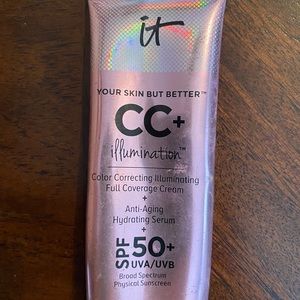 it
YOUR SKIN BUT BETTER™
CC+
illumination™
Color Correcting Illuminating
Full Coverage Cream
+
Anti-Aging
Hydrating Serum
+
SPF 50+
UVA/UVB
Broad Spectrum
Physical Sunscreen